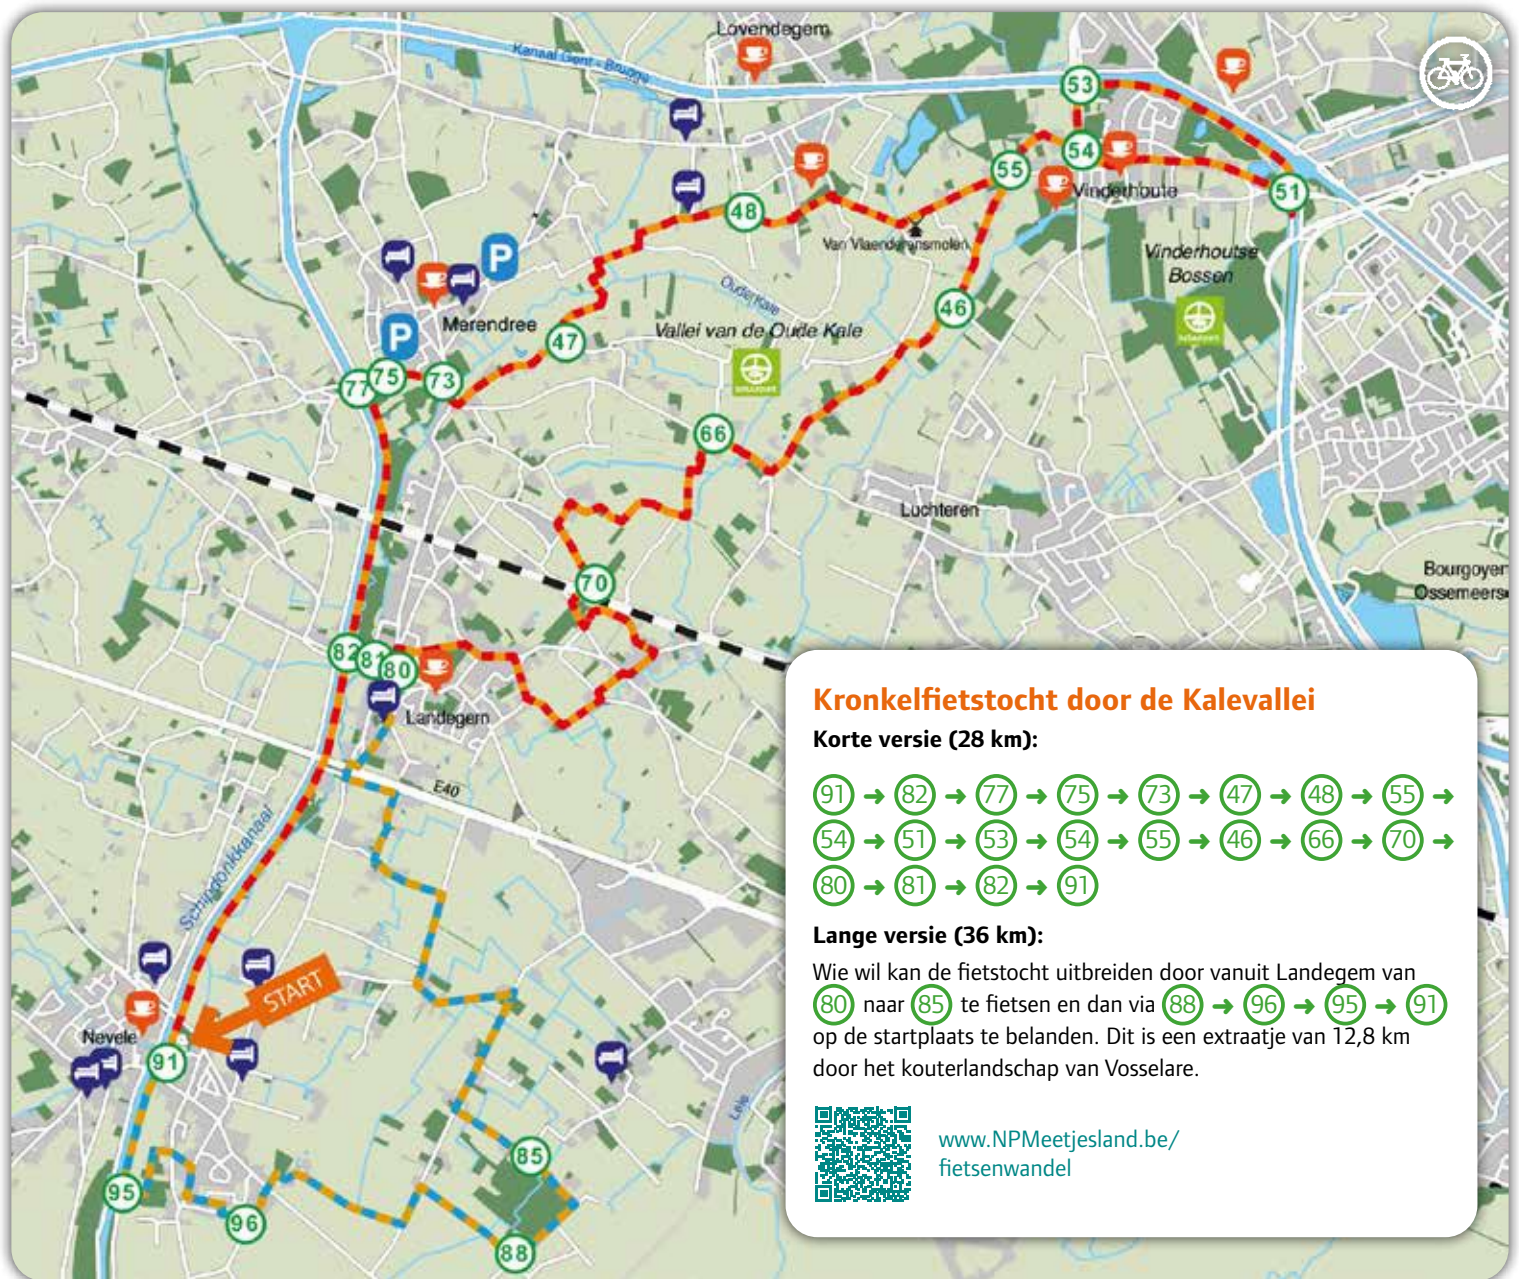 Lovendegem
Kanaal Gent - Brugge
53
54
55
Vinderhoute
51
48
Van Vlaenderensmolen
Vinderhoutse
Bossen
P
Oude Kale
46
Merendree
Vallei van de Oude Kale
47
P
77
75
73
66
Luchteren
Bourgoyen
Ossemeers
70
82
81
80
Landegem
E40
Schipdonkkanaal
START
Nevele
91
Leie
85
95
96
88
Kronkelfietstocht door de Kalevallei
Korte versie (28 km):
91 → 82 → 77 → 75 → 73 → 47 → 48 → 55 →
54 → 51 → 53 → 54 → 55 → 46 → 66 → 70 →
80 → 81 → 82 → 91
Lange versie (36 km):
Wie wil kan de fietstocht uitbreiden door vanuit Landegem van
80 naar 85 te fietsen en dan via 88 → 96 → 95 → 91
op de startplaats te belanden. Dit is een extraatje van 12,8 km
door het kouterlandschap van Vosselare.
www.NPMeetjesland.be/
fietsenwandel